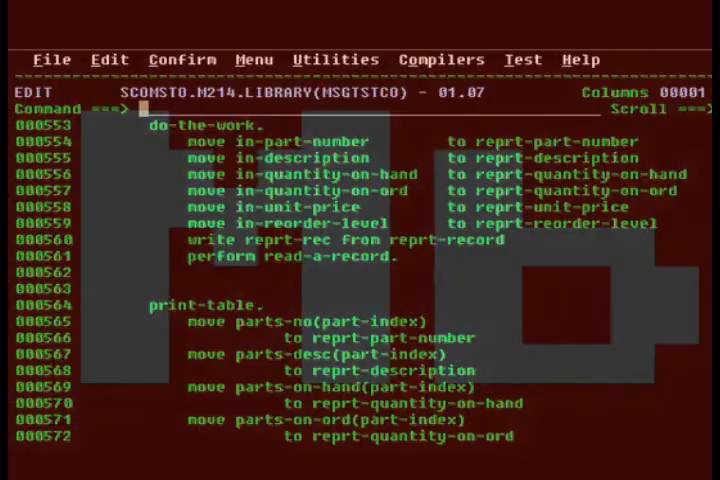 File Edit Confirm Menu Utilities Compilers Test Help
EDIT SCOMSTO.M214.LIBRARY(MSGTSTCO) - 01.07 Columns 00001
Command ===> Scroll ===>
000553 do-the-work.
000554 move in-part-number to reprt-part-number
000555 move in-description to reprt-description
000556 move in-quantity-on-hand to reprt-quantity-on-hand
000557 move in-quantity-on-ord to reprt-quantity-on-ord
000558 move in-unit-price to reprt-unit-price
000559 move in-reorder-level to reprt-reorder-level
000560 write reprt-rec from reprt-record
000561 perform read-a-record.
000562
000563
000564 print-table.
000565 move parts-no(part-index)
000566 to reprt-part-number
000567 move parts-desc(part-index)
000568 to reprt-description
000569 move parts-on-hand(part-index)
000570 to reprt-quantity-on-hand
000571 move parts-on-ord(part-index)
000572 to reprt-quantity-on-ord